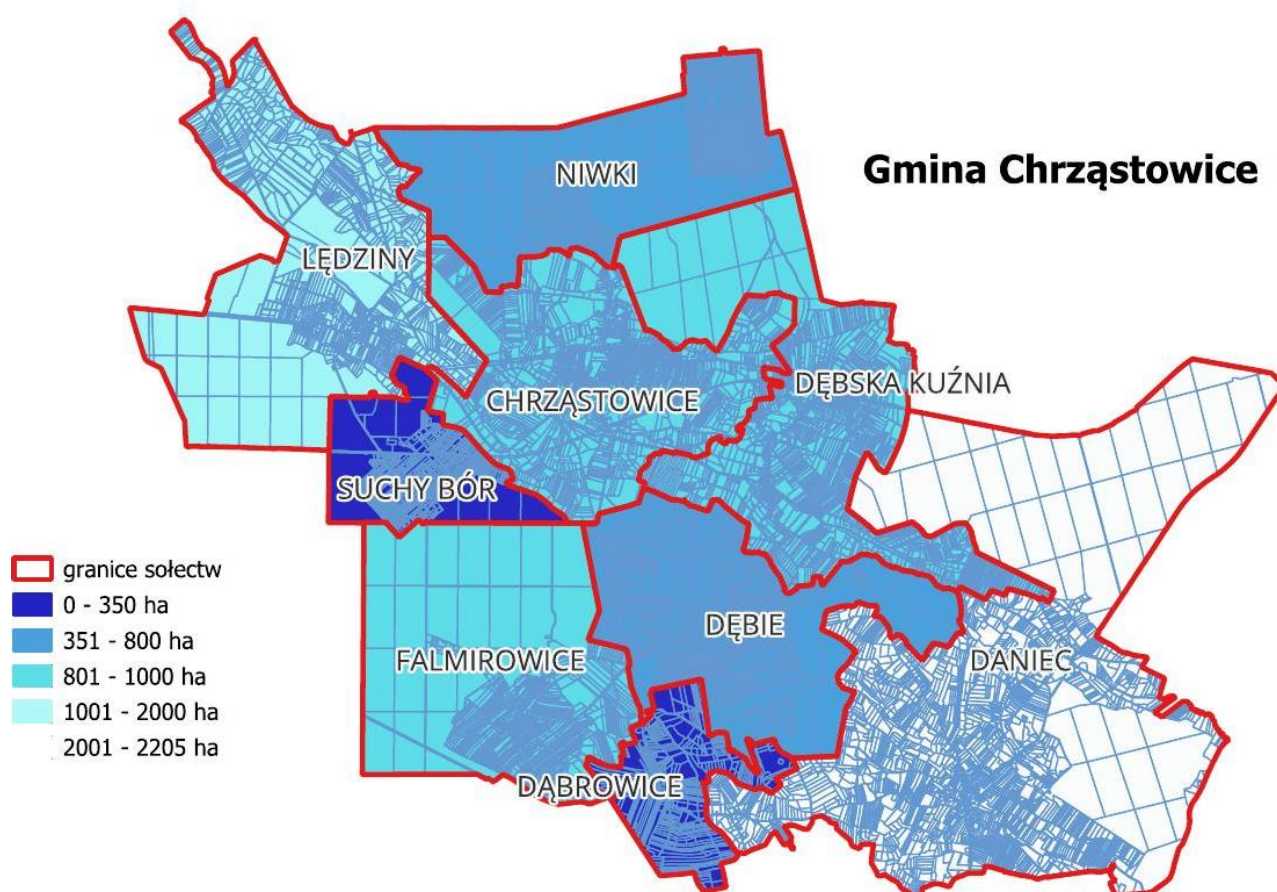 NIWKI
Gmina Chrząstowice
LĘDZINY
DĘBSKA KUŹNIA
CHRZĄSTOWICE
SUCHY BÓR
granice sołectw
0 - 350 ha
351 - 800 ha
801 - 1000 ha
1001 - 2000 ha
2001 - 2205 ha
DĘBIE
FALMIROWICE
DANIEC
DĄBROWICE